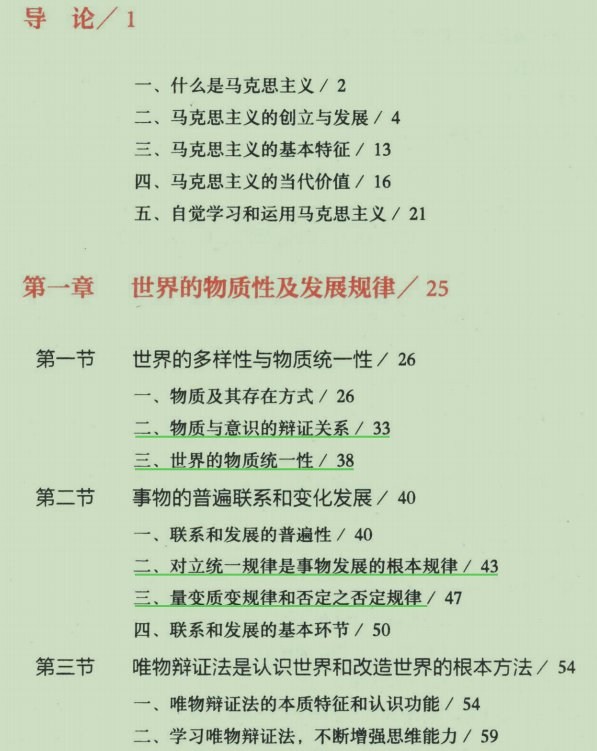 导 论／1
一、什么是马克思主义 / 2
二、马克思主义的创立与发展 / 4
三、马克思主义的基本特征 / 13
四、马克思主义的当代价值 / 16
五、自觉学习和运用马克思主义 / 21
第一章 世界的物质性及发展规律／25
第一节 世界的多样性与物质统一性 / 26
一、物质及其存在方式 / 26
二、物质与意识的辩证关系 / 33
三、世界的物质统一性 / 38
第二节 事物的普遍联系和变化发展 / 40
一、联系和发展的普遍性 / 40
二、对立统一规律是事物发展的根本规律 / 43
三、量变质变规律和否定之否定规律 / 47
四、联系和发展的基本环节 / 50
第三节 唯物辩证法是认识世界和改造世界的根本方法 / 54
一、唯物辩证法的本质特征和认识功能 / 54
二、学习唯物辩证法，不断增强思维能力 / 59